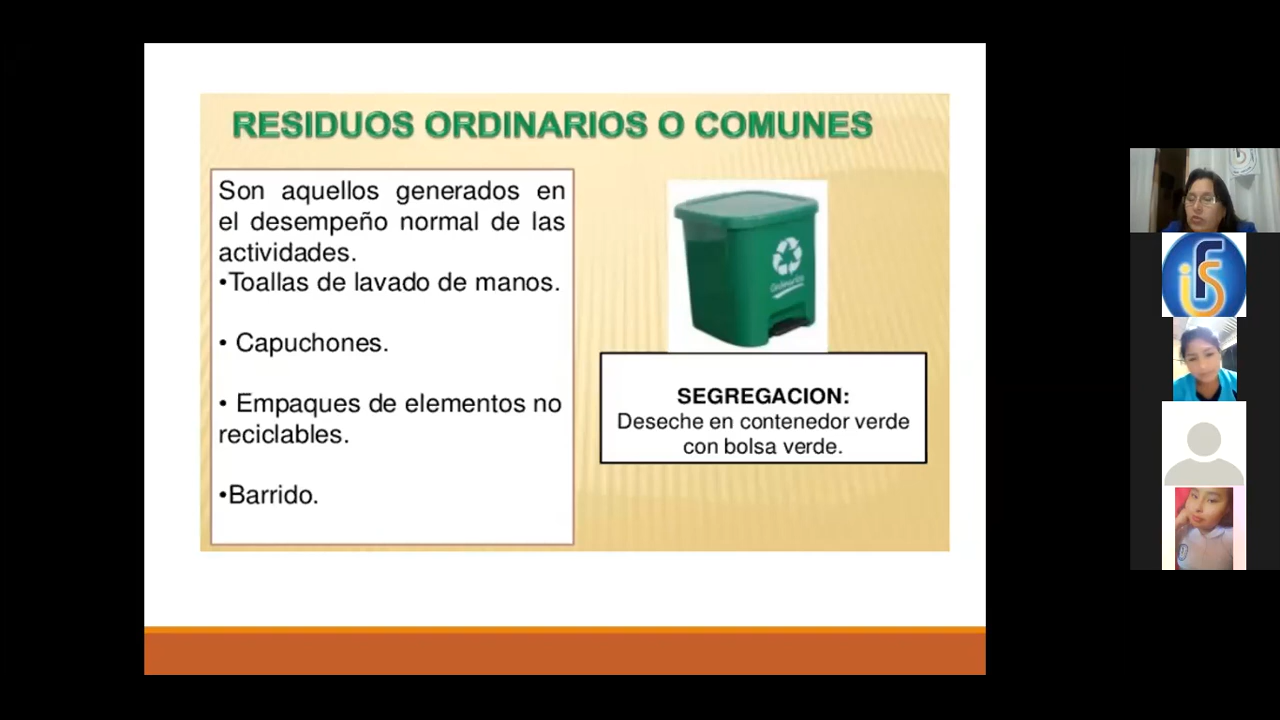 RESIDUOS ORDINARIOS O COMUNES
Son aquellos generados en
el desempeño normal de las
actividades.
•Toallas de lavado de manos.
• Capuchones.
• Empaques de elementos no
reciclables.
•Barrido.
SEGREGACION:
Deseche en contenedor verde
con bolsa verde.